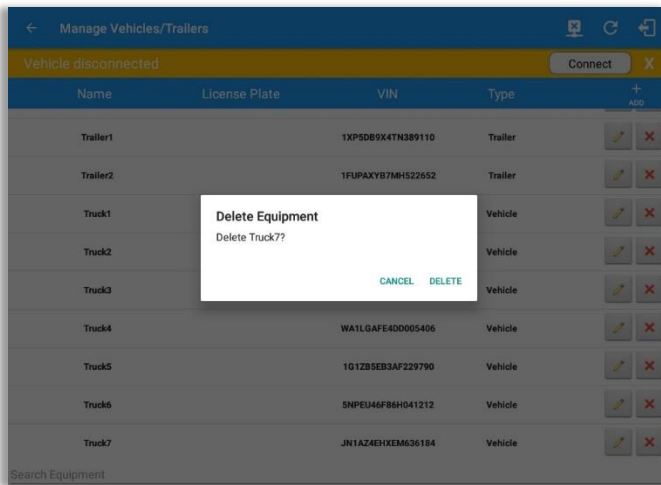 Manage Vehicles/Trailers
Vehicle disconnected Connect X
Name License Plate VIN Type + ADD
Trailer1 1XP5DB9X4TN389110 Trailer
Trailer2 1FUPAXYB7MH522652 Trailer
Truck1 Vehicle
Delete Equipment
Delete Truck7?
Truck2 Vehicle
CANCEL DELETE
Truck3 Vehicle
Truck4 WA1LGAFE4DD005406 Vehicle
Truck5 1G1ZB5EB3AF229790 Vehicle
Truck6 5NPEU46F86H041212 Vehicle
Truck7 JN1AZ4EHXEM636184 Vehicle
Search Equipment